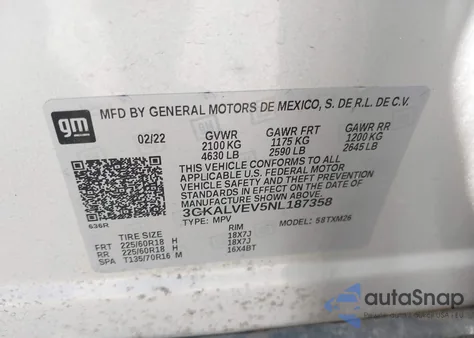 gm
MFD BY GENERAL MOTORS DE MEXICO, S. DE R.L. DE C.V.
02/22 GVWR GAWR FRT GAWR RR
2100 KG 1175 KG 1200 KG
4630 LB 2590 LB 2645 LB
THIS VEHICLE CONFORMS TO ALL
APPLICABLE U.S. FEDERAL MOTOR
VEHICLE SAFETY AND THEFT
PREVENTION STANDARDS IN
EFFECT ON THE DATE OF
MANUFACTURE SHOWN ABOVE.
3GKALVEV5NL187358
TYPE: MPV MODEL: 58TXM26
636R
TIRE SIZE RIM
FRT 225/60R18 H 18X7J
RR 225/60R18 H 18X7J
SPA T135/70R16 M 16X4BT
autoSnap